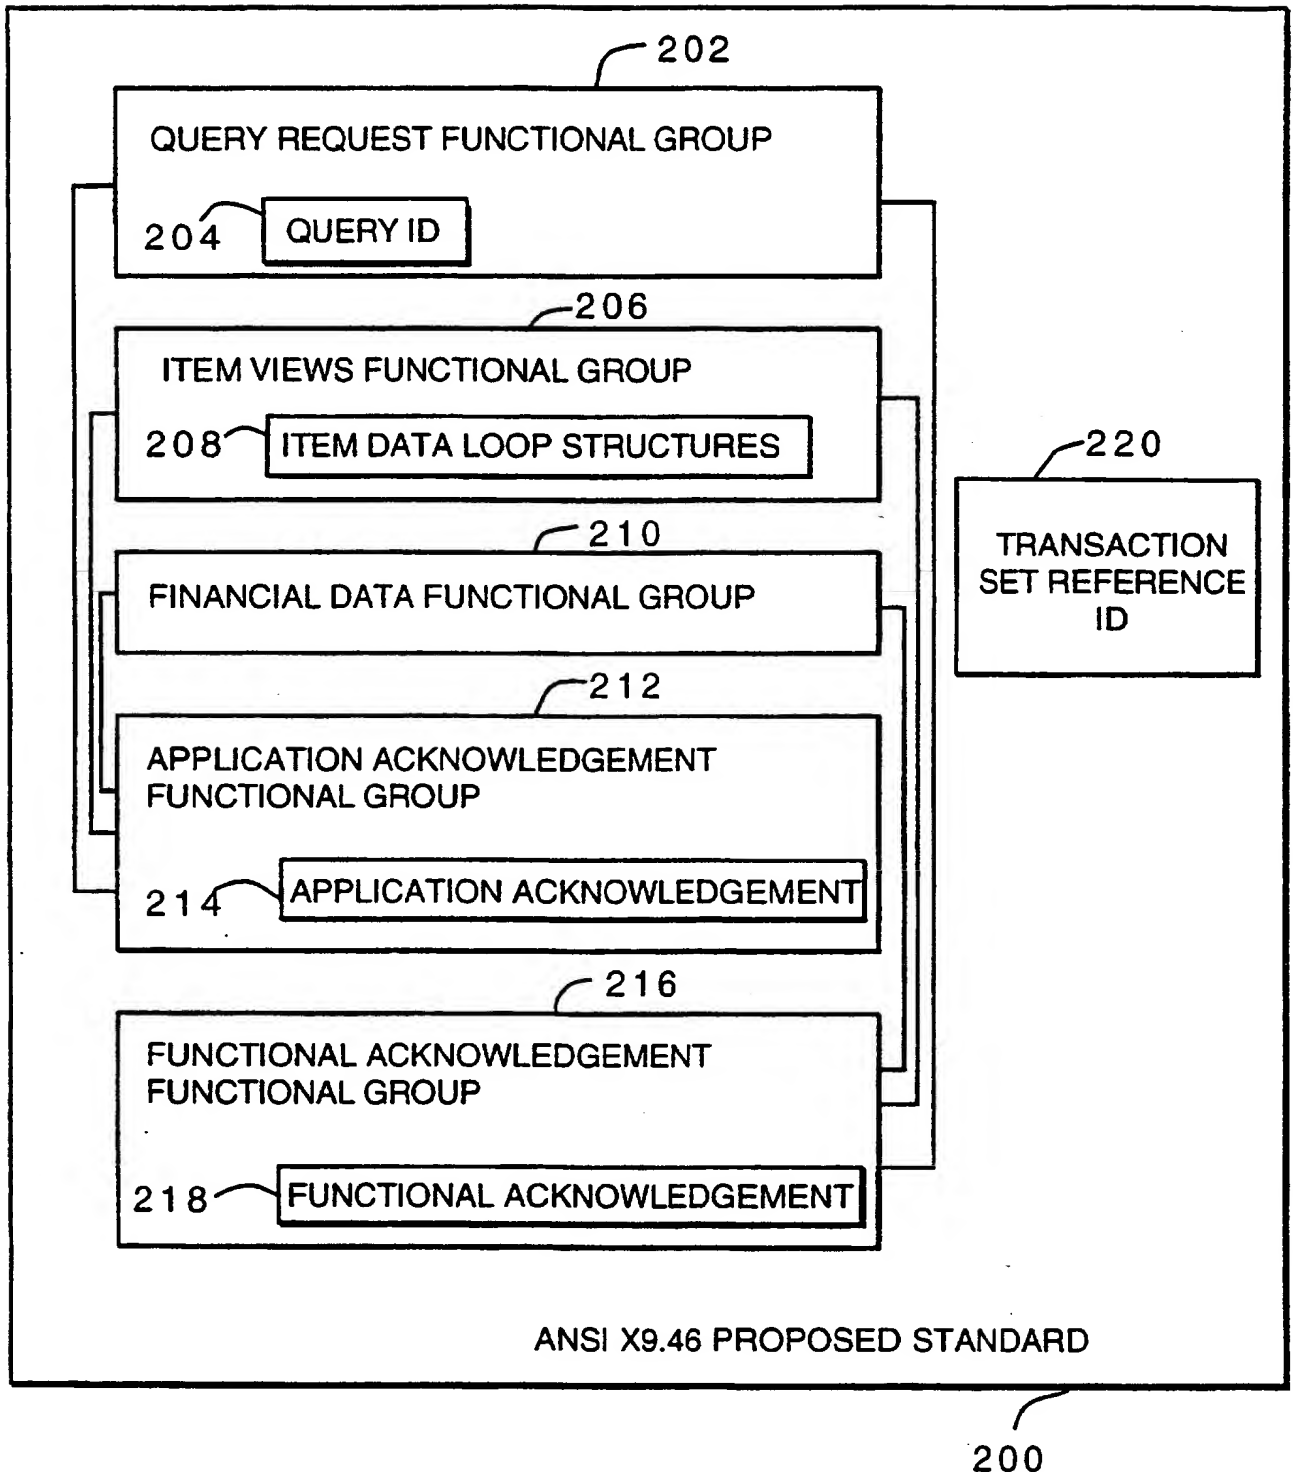 202
QUERY REQUEST FUNCTIONAL GROUP
204
QUERY ID
206
ITEM VIEWS FUNCTIONAL GROUP
208
ITEM DATA LOOP STRUCTURES
220
TRANSACTION
SET REFERENCE
ID
210
FINANCIAL DATA FUNCTIONAL GROUP
212
APPLICATION ACKNOWLEDGEMENT
FUNCTIONAL GROUP
214
APPLICATION ACKNOWLEDGEMENT
216
FUNCTIONAL ACKNOWLEDGEMENT
FUNCTIONAL GROUP
218
FUNCTIONAL ACKNOWLEDGEMENT
ANSI X9.46 PROPOSED STANDARD
200